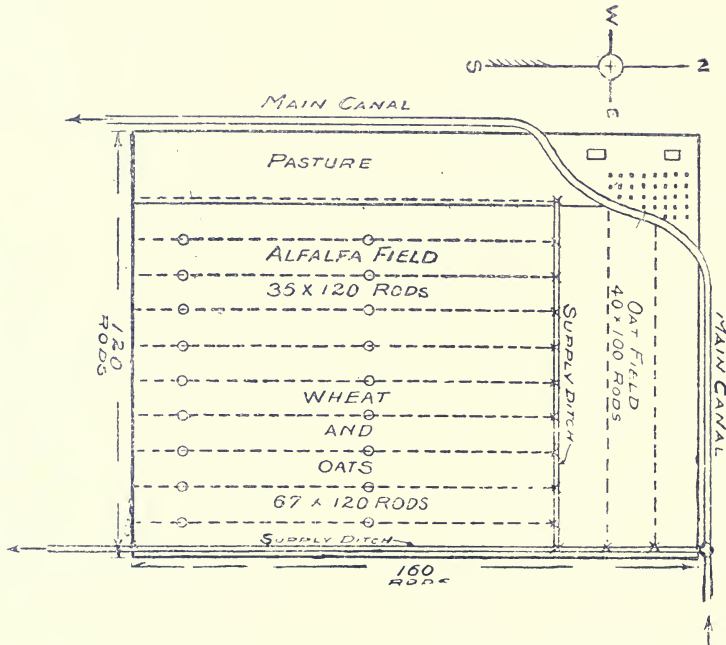 W
S
N
E
MAIN CANAL
PASTURE
ALFALFA FIELD
35 X 120 RODS
OAT FIELD
40 x 100 RODS
MAIN CANAL
SUPPLY DITCH
120
RODS
WHEAT
AND
OATS
67 x 120 RODS
SUPPLY DITCH
160
RODS